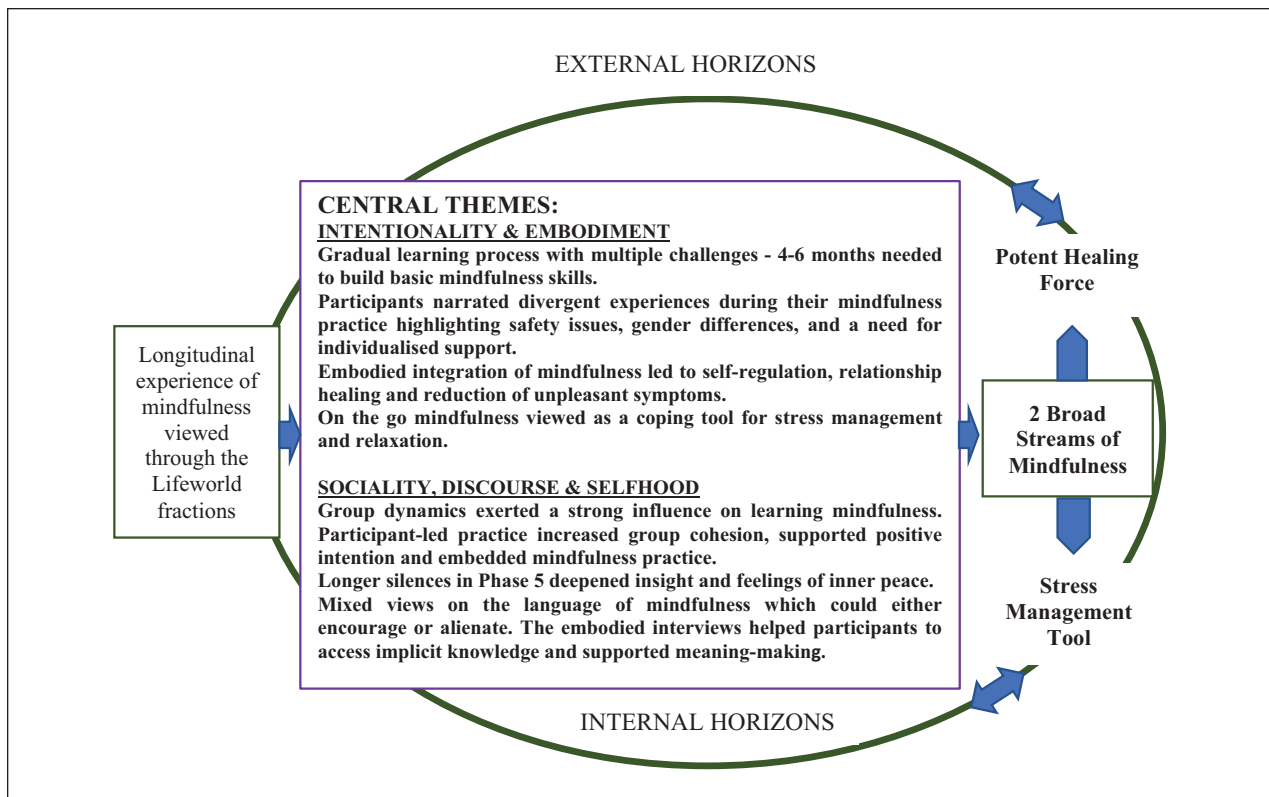 EXTERNAL HORIZONS
Longitudinal
experience of
mindfulness
viewed
through the
Lifeworld
fractions
CENTRAL THEMES:
INTENTIONALITY & EMBODIMENT
Gradual learning process with multiple challenges - 4-6 months needed
to build basic mindfulness skills.
Participants narrated divergent experiences during their mindfulness
practice highlighting safety issues, gender differences, and a need for
individualised support.
Embodied integration of mindfulness led to self-regulation, relationship
healing and reduction of unpleasant symptoms.
On the go mindfulness viewed as a coping tool for stress management
and relaxation.
SOCIALITY, DISCOURSE & SELFHOOD
Group dynamics exerted a strong influence on learning mindfulness.
Participant-led practice increased group cohesion, supported positive
intention and embedded mindfulness practice.
Longer silences in Phase 5 deepened insight and feelings of inner peace.
Mixed views on the language of mindfulness which could either
encourage or alienate. The embodied interviews helped participants to
access implicit knowledge and supported meaning-making.
Potent Healing
Force
2 Broad
Streams of
Mindfulness
Stress
Management
Tool
INTERNAL HORIZONS